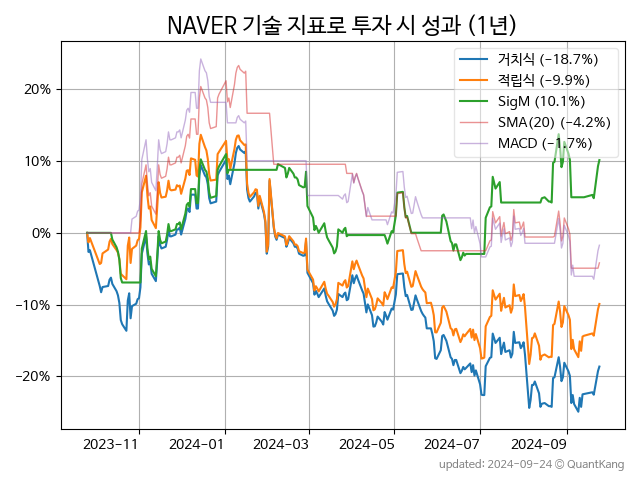 NAVER 기술 지표로 투자 시 성과 (1년)
거치식 (−18.7%)
적립식 (−9.9%)
SigM (10.1%)
SMA(20) (−4.2%)
MACD (−1.7%)
20%
10%
0%
−10%
−20%
2023−11
2024−01
2024−03
2024−05
2024−07
2024−09
updated: 2024−09−24 ⓒ QuantKang